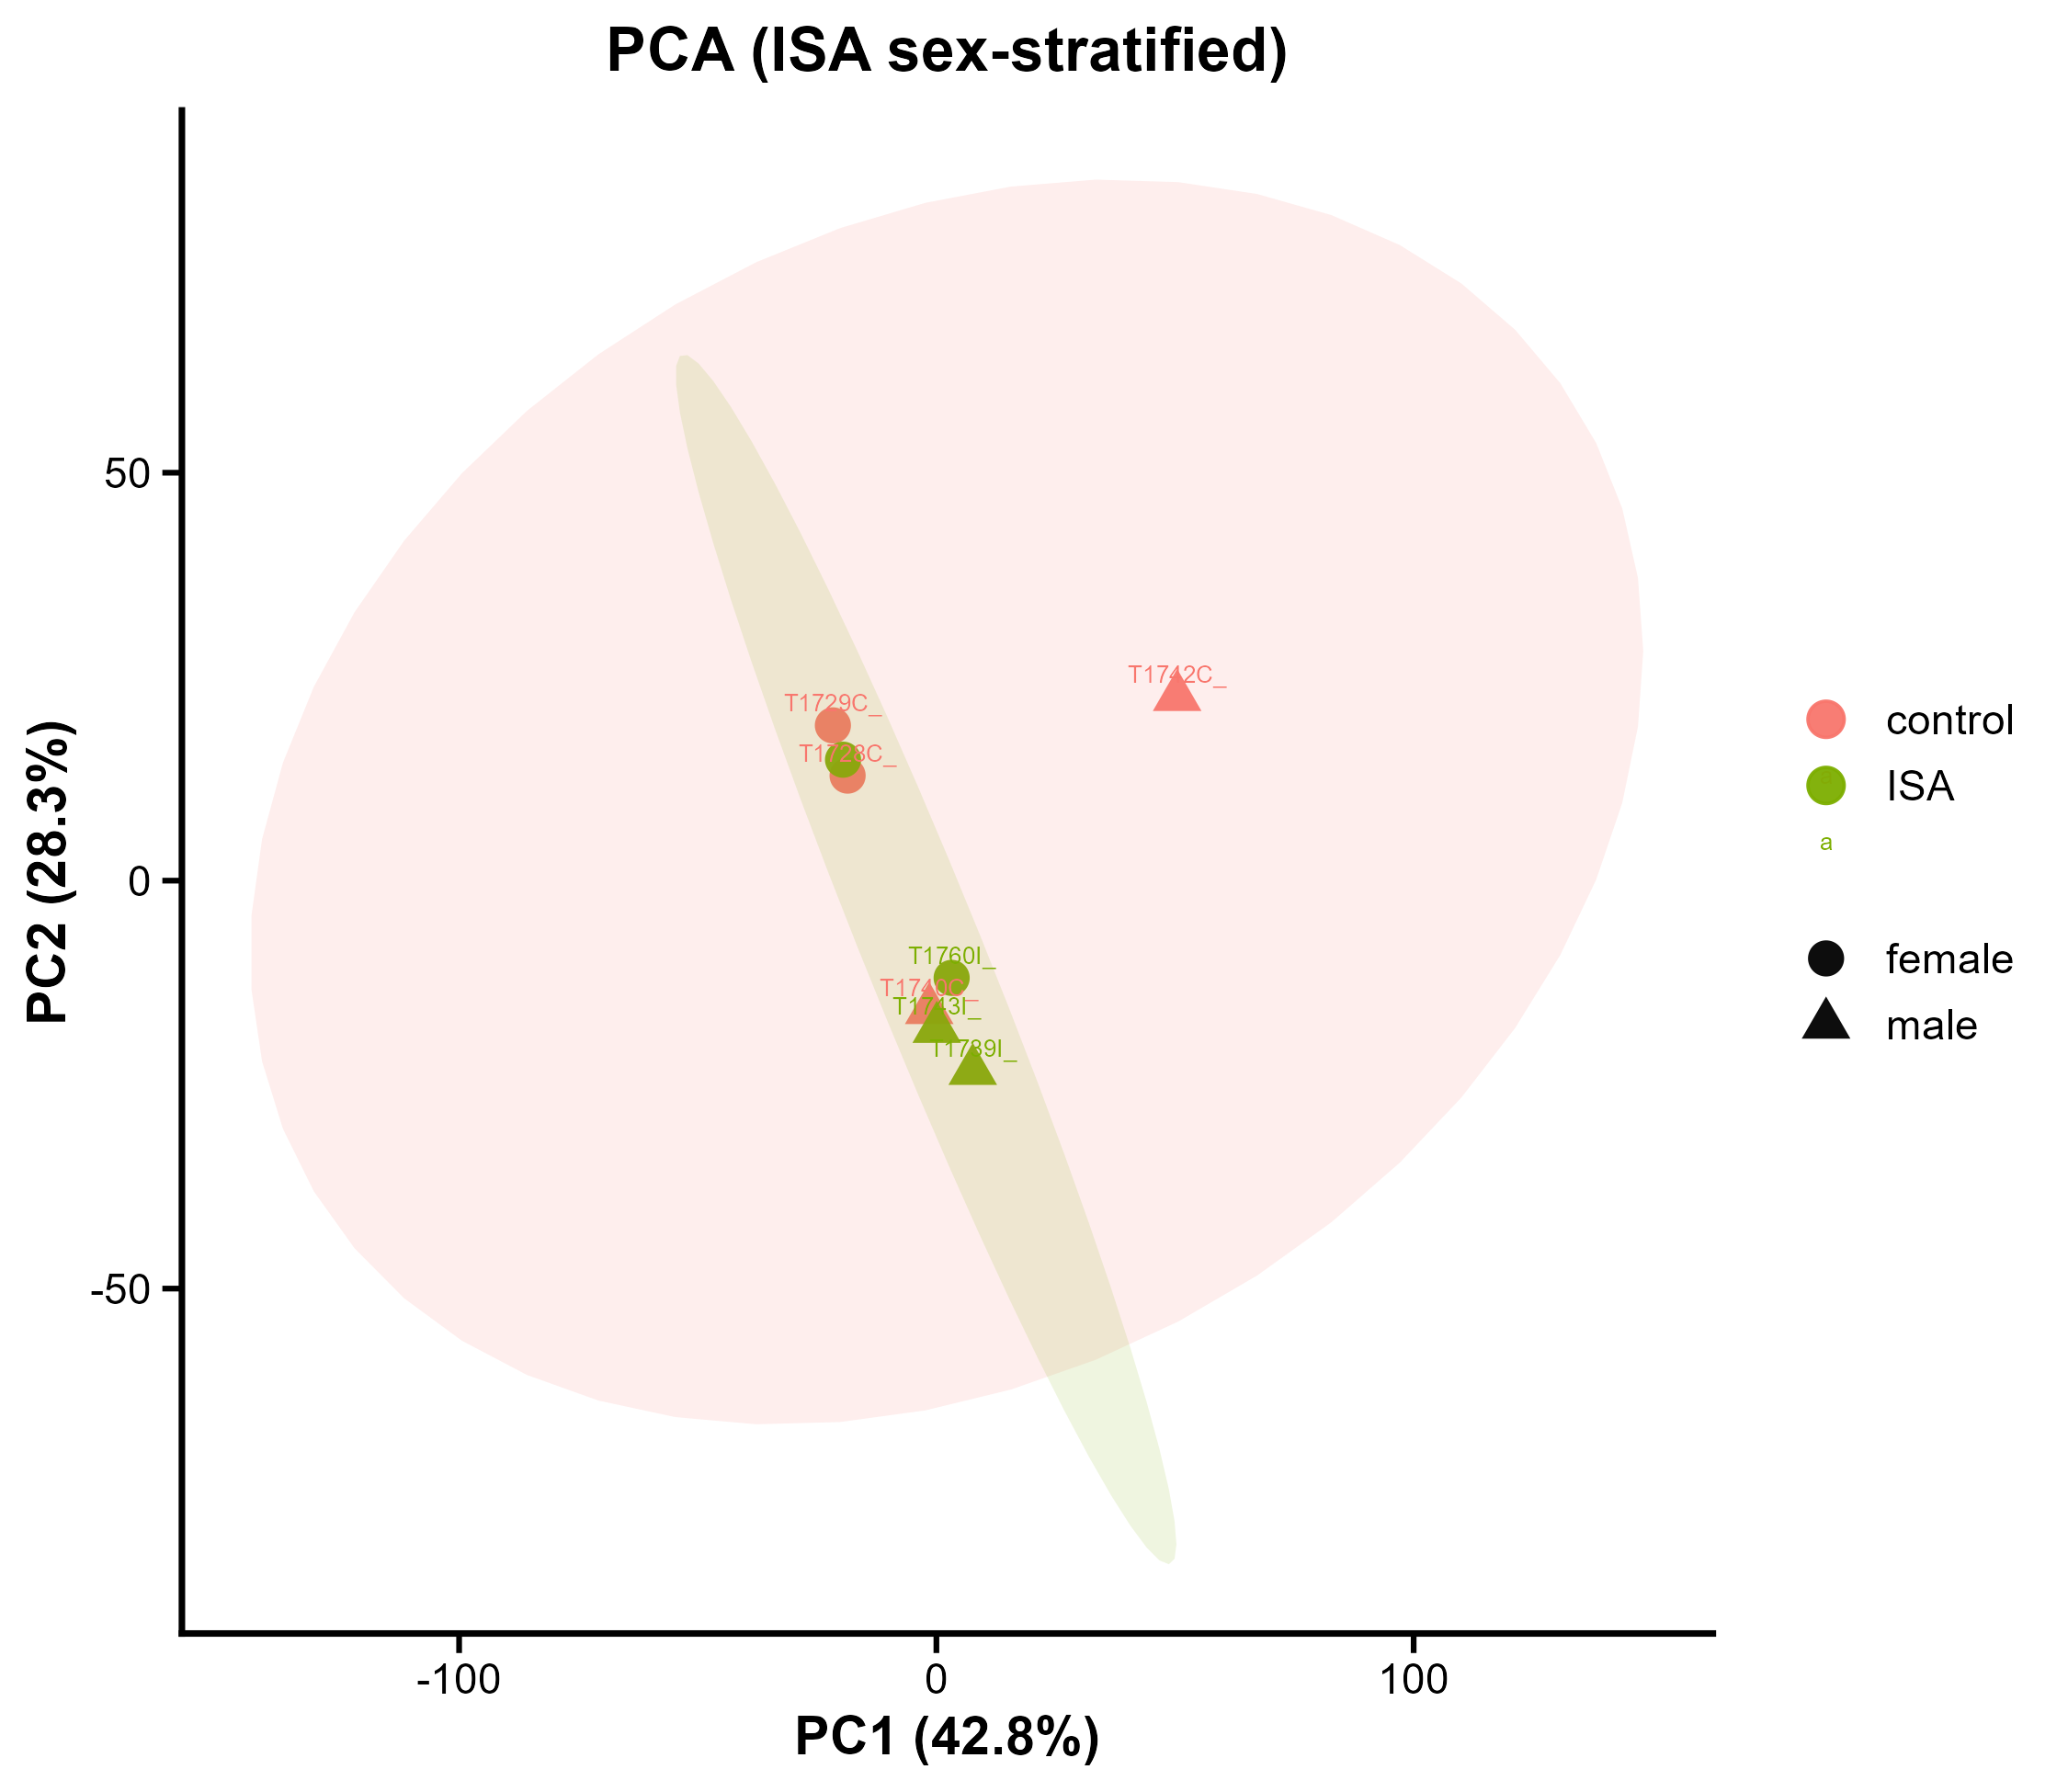 PCA (ISA sex-stratified)
PC2 (28.3%)
50
0
-50
T1742C_
T1729C_
T1728C_
T1760I_
T1740C_
T1743I_
T1789I_
-100
0
100
PC1 (42.8%)
control
ISA
a
female
male